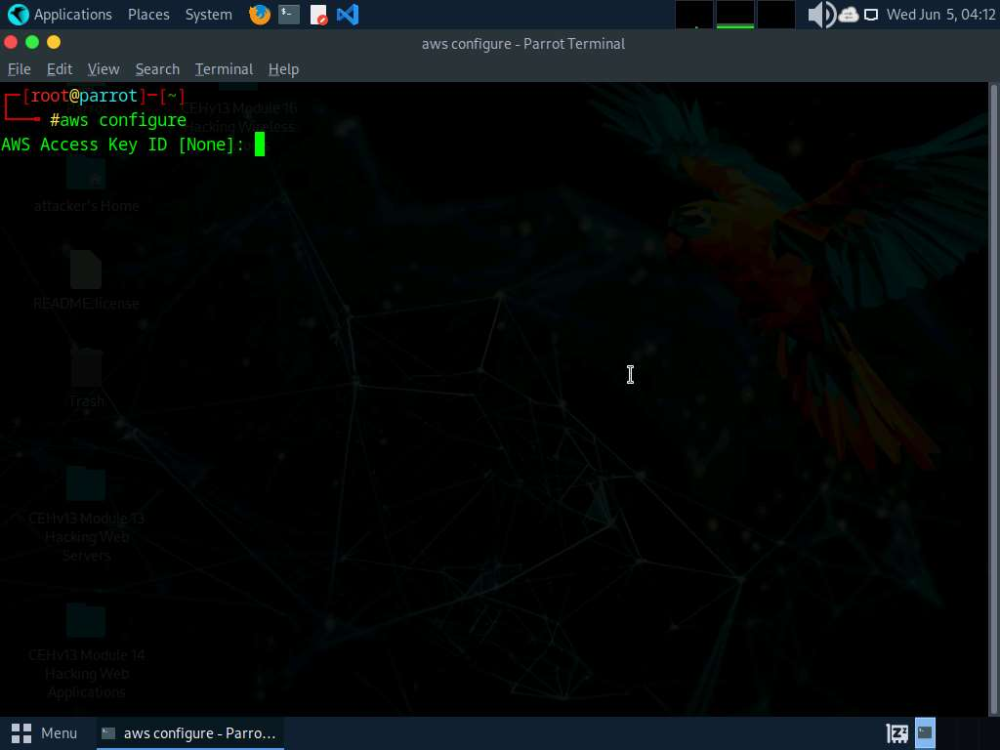 Applications Places System Wed Jun 5, 04:12
aws configure - Parrot Terminal
File Edit View Search Terminal Help
┌─[root@parrot]─[~]
└──╼ #aws configure
AWS Access Key ID [None]:
CEHv13 Module 16
Hacking Wireless
attacker's Home
README.license
Trash
CEHv13 Module 13
Hacking Web
Servers
CEHv13 Module 14
Hacking Web
Applications
Menu aws configure - Parro...